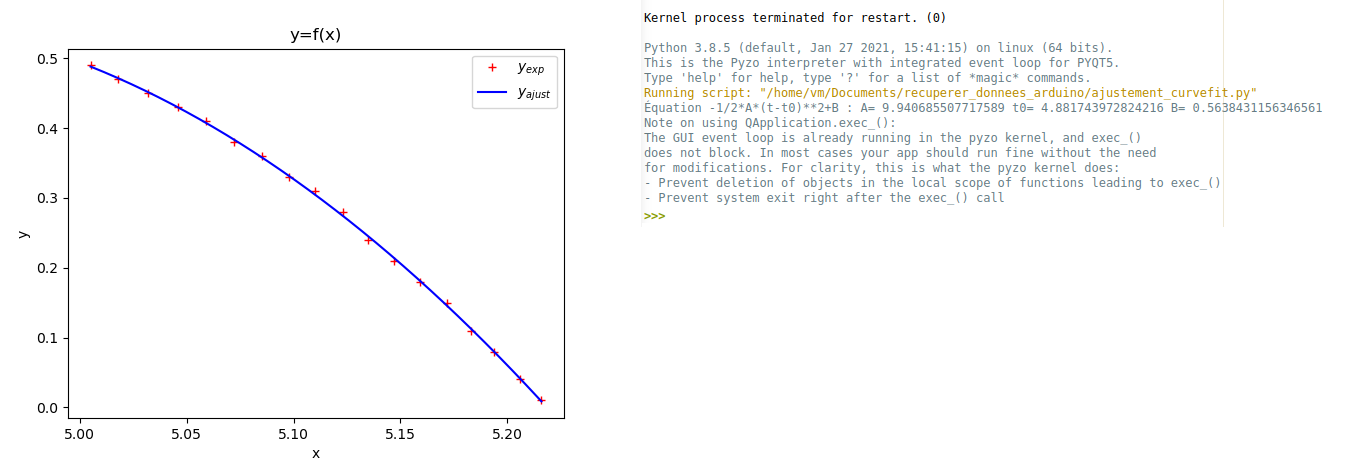 y=f(x)
y_exp
y_ajust
0.5
0.4
0.3
0.2
0.1
0.0
y
5.00 5.05 5.10 5.15 5.20
x
Kernel process terminated for restart. (0)
Python 3.8.5 (default, Jan 27 2021, 15:41:15) on linux (64 bits).
This is the Pyzo interpreter with integrated event loop for PYQT5.
Type 'help' for help, type '?' for a list of *magic* commands.
Running script: "/home/vm/Documents/recuperer_donnees_arduino/ajustement_curvefit.py"
Équation -1/2*A*(t-t0)**2+B : A= 9.940685507717589 t0= 4.881743972824216 B= 0.5638431156346561
Note on using QApplication.exec_():
The GUI event loop is already running in the pyzo kernel, and exec_()
does not block. In most cases your app should run fine without the need
for modifications. For clarity, this is what the pyzo kernel does:
- Prevent deletion of objects in the local scope of functions leading to exec_()
- Prevent system exit right after the exec_() call
>>>